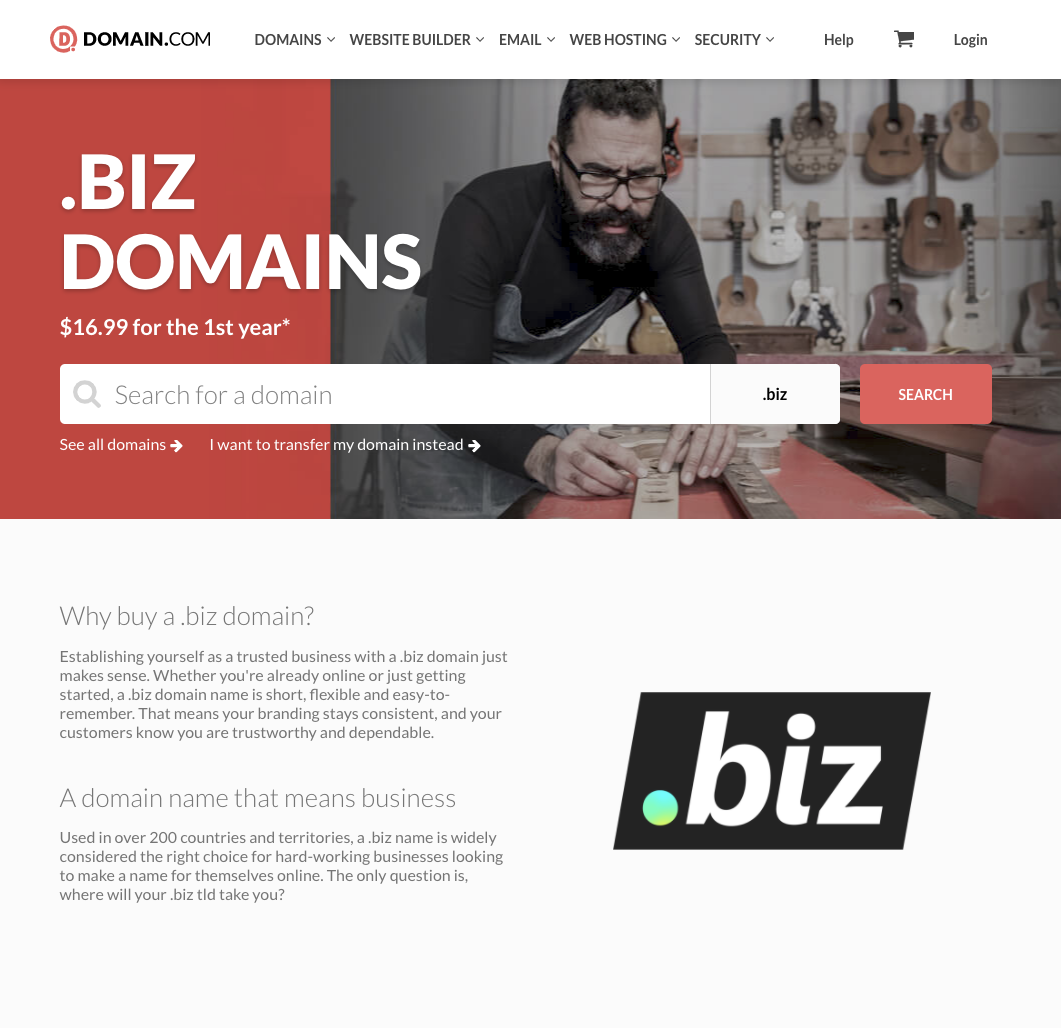 DOMAIN.COM
DOMAINS WEBSITE BUILDER EMAIL WEB HOSTING SECURITY Help Login
.BIZ
DOMAINS
$16.99 for the 1st year*
Search for a domain .biz SEARCH
See all domains I want to transfer my domain instead
Why buy a .biz domain?
Establishing yourself as a trusted business with a .biz domain just
makes sense. Whether you're already online or just getting
started, a .biz domain name is short, flexible and easy-to-
remember. That means your branding stays consistent, and your
customers know you are trustworthy and dependable.
.biz
A domain name that means business
Used in over 200 countries and territories, a .biz name is widely
considered the right choice for hard-working businesses looking
to make a name for themselves online. The only question is,
where will your .biz tld take you?